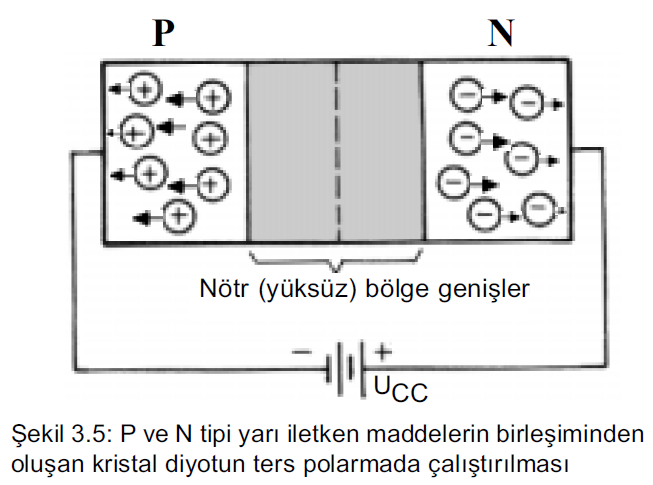 P N
Nötr (yüksüz) bölge genişler
− +
UCC
Şekil 3.5: P ve N tipi yarı iletken maddelerin birleşiminden
oluşan kristal diyotun ters polarmada çalıştırılması